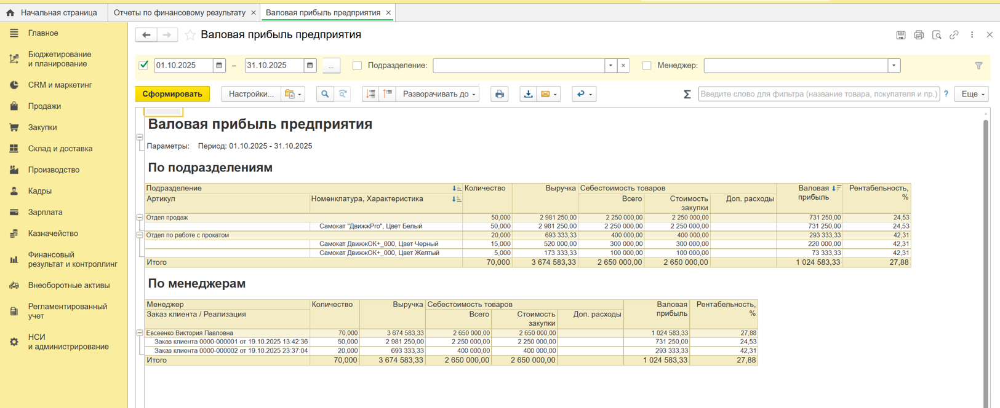 Начальная страница
Отчеты по финансовому результату ×
Валовая прибыль предприятия ×
Главное
Бюджетирование
и планирование
CRM и маркетинг
Продажи
Закупки
Склад и доставка
Производство
Кадры
Зарплата
Казначейство
Финансовый
результат и контроллинг
Внеоборотные активы
Регламентированный
учет
НСИ
и администрирование
Валовая прибыль предприятия
01.10.2025 – 31.10.2025 ... Подразделение: Менеджер:
Сформировать Настройки... Разворачивать до Σ Введите слово для фильтра (название товара, покупателя и пр.) ? Еще
Валовая прибыль предприятия
Параметры: Период: 01.10.2025 - 31.10.2025
По подразделениям
Подразделение Количество Выручка Себестоимость товаров Валовая прибыль Рентабельность, %
Артикул Номенклатура, Характеристика Всего Стоимость закупки Доп. расходы
Отдел продаж 50,000 2 981 250,00 2 250 000,00 2 250 000,00 731 250,00 24,53
Самокат "ДвижжPro", Цвет Белый 50,000 2 981 250,00 2 250 000,00 2 250 000,00 731 250,00 24,53
Отдел по работе с прокатом 20,000 693 333,33 400 000,00 400 000,00 293 333,33 42,31
Самокат ДвижжОК+_000, Цвет Черный 15,000 520 000,00 300 000,00 300 000,00 220 000,00 42,31
Самокат ДвижжОК+_000, Цвет Желтый 5,000 173 333,33 100 000,00 100 000,00 73 333,33 42,31
Итого 70,000 3 674 583,33 2 650 000,00 2 650 000,00 1 024 583,33 27,88
По менеджерам
Менеджер Количество Выручка Себестоимость товаров Валовая прибыль Рентабельность, %
Заказ клиента / Реализация Всего Стоимость закупки Доп. расходы
Евсеенко Виктория Павловна 70,000 3 674 583,33 2 650 000,00 2 650 000,00 1 024 583,33 27,88
Заказ клиента 0000-000001 от 19.10.2025 13:42:36 50,000 2 981 250,00 2 250 000,00 2 250 000,00 731 250,00 24,53
Заказ клиента 0000-000002 от 19.10.2025 23:37:04 20,000 693 333,33 400 000,00 400 000,00 293 333,33 42,31
Итого 70,000 3 674 583,33 2 650 000,00 2 650 000,00 1 024 583,33 27,88